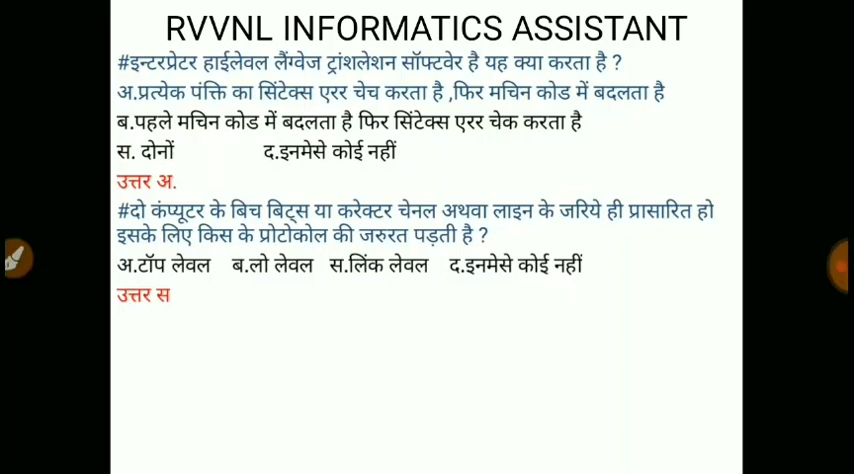 RVVNL INFORMATICS ASSISTANT
#इन्टरप्रेटर हाईलेवल लैंग्वेज ट्रांशलेशन सॉफ्टवेर है यह क्या करता है ?
अ.प्रत्येक पंक्ति का सिंटेक्स एरर चेच करता है ,फिर मचिन कोड में बदलता है
ब.पहले मचिन कोड में बदलता है फिर सिंटेक्स एरर चेक करता है
स. दोनों द.इनमेसे कोई नहीं
उत्तर अ.
#दो कंप्यूटर के बिच बिट्स या करेक्टर चेनल अथवा लाइन के जरिये ही प्रासारित हो
इसके लिए किस के प्रोटोकोल की जरुरत पड़ती है ?
अ.टॉप लेवल ब.लो लेवल स.लिंक लेवल द.इनमेसे कोई नहीं
उत्तर स